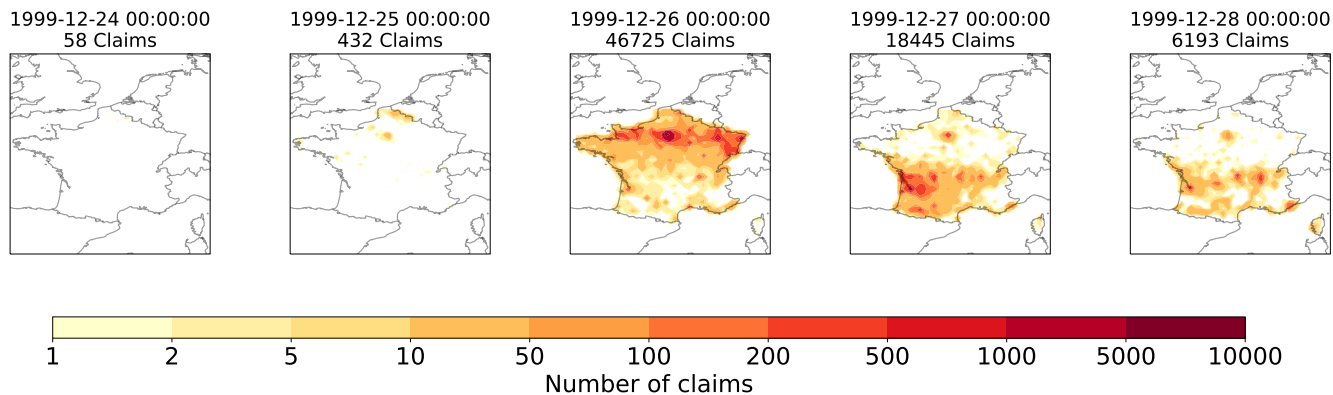 1999-12-24 00:00:00
58 Claims
1999-12-25 00:00:00
432 Claims
1999-12-26 00:00:00
46725 Claims
1999-12-27 00:00:00
18445 Claims
1999-12-28 00:00:00
6193 Claims
1 2 5 10 50 100 200 500 1000 5000 10000
Number of claims